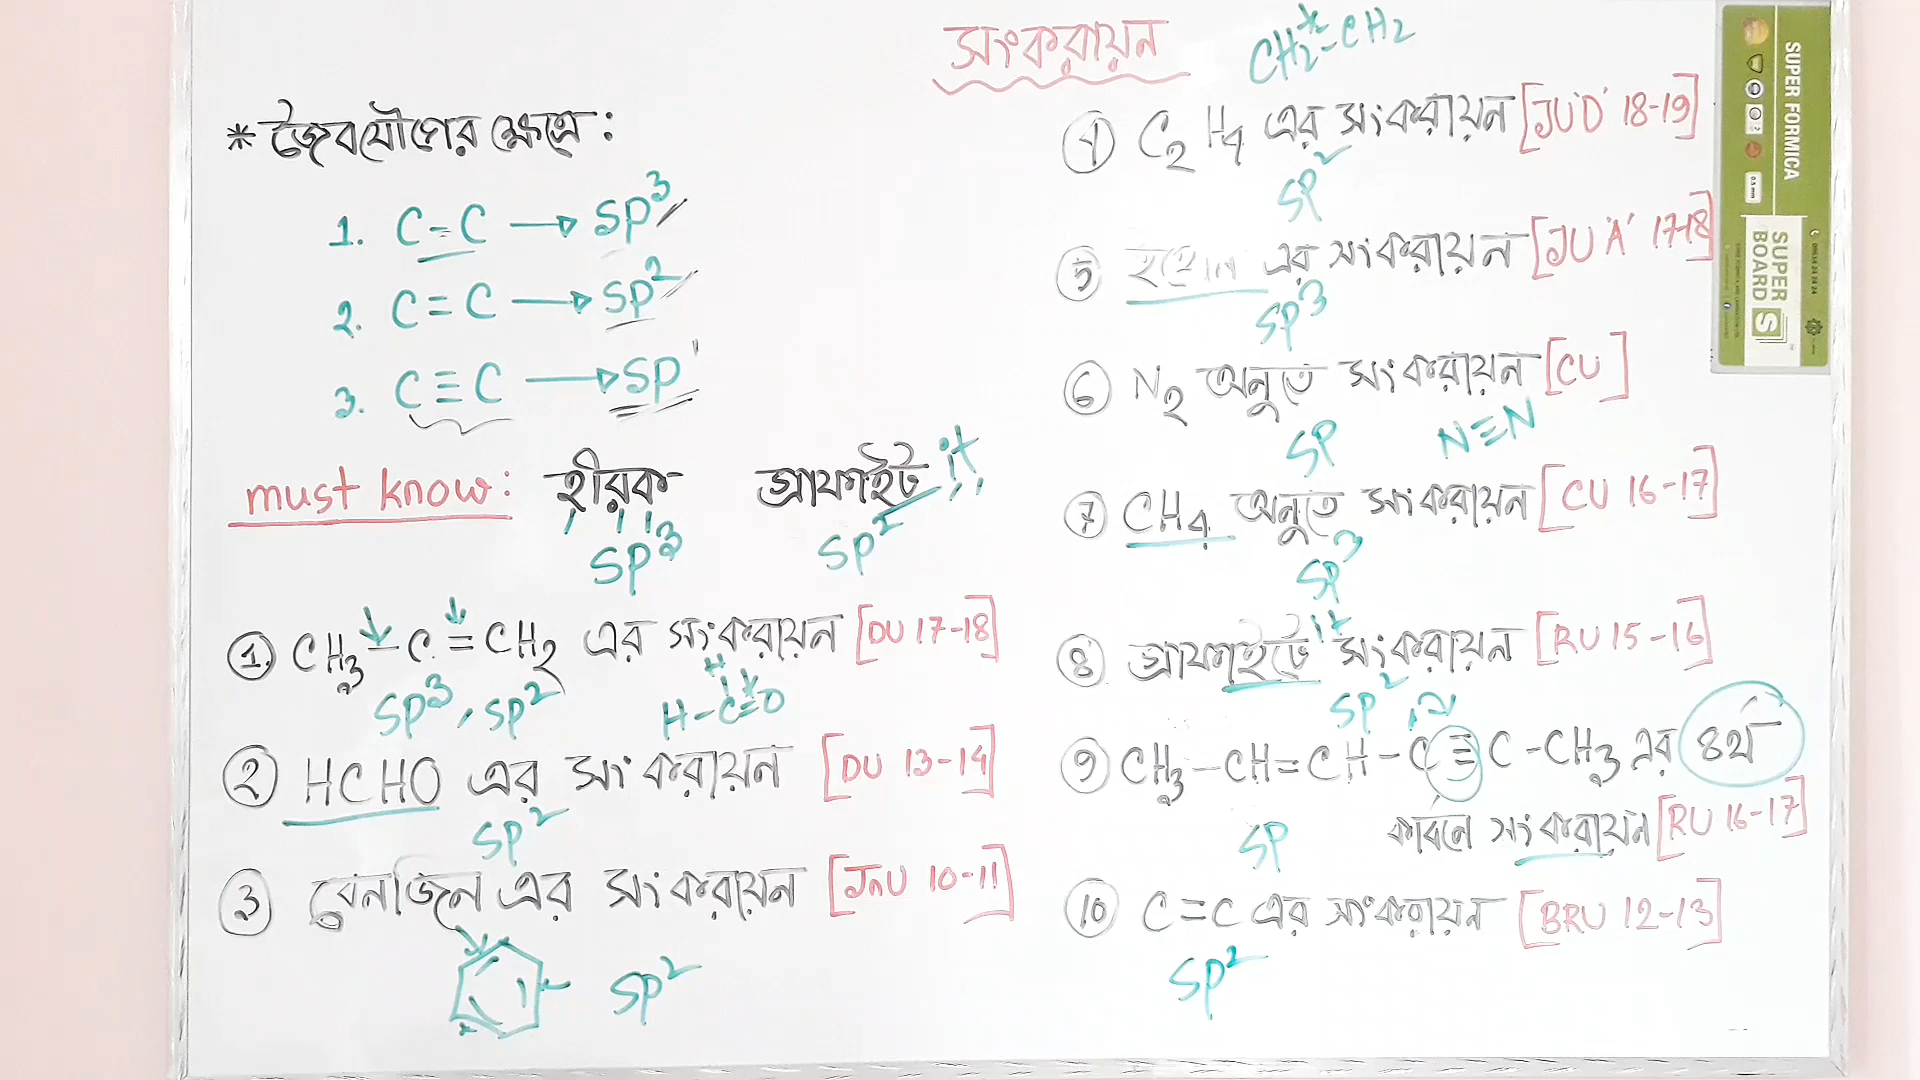 সংকরায়ন
* জৈবযৌগের ক্ষেত্রে :
1. C-C → SP³
2. C=C → SP²
3. C≡C → SP¹
must know: হীরক গ্রাফাইট
SP³ SP²
① CH₃-C=CH₂ এর সংকরায়ন [DU 17-18]
SP³, SP²
H
H-C=O
② HCHO এর সংকরায়ন [DU 13-14]
SP²
③ বেনজিন এর সংকরায়ন [JnU 10-11]
SP²
CH₂=CH₂
④ C₂H₄ এর সংকরায়ন [JU'D' 18-19]
SP²
⑤ এর সংকরায়ন [JU 'A' 17-18]
SP³
⑥ N₂ অনুতে সংকরায়ন [CU ]
SP N≡N
⑦ CH₄ অনুতে সংকরায়ন [CU 16-17]
SP³
⑧ গ্রাফাইটে সংকরায়ন [RU 15-16]
SP²
⑨ CH₃-CH=CH-C≡C-CH₃ এর ৪র্থ
কার্বনে সংকরায়ন [RU 16-17]
SP
⑩ C=C এর সংকরায়ন [BRU 12-13]
SP²
SUPER FORMICA
SUPER BOARD